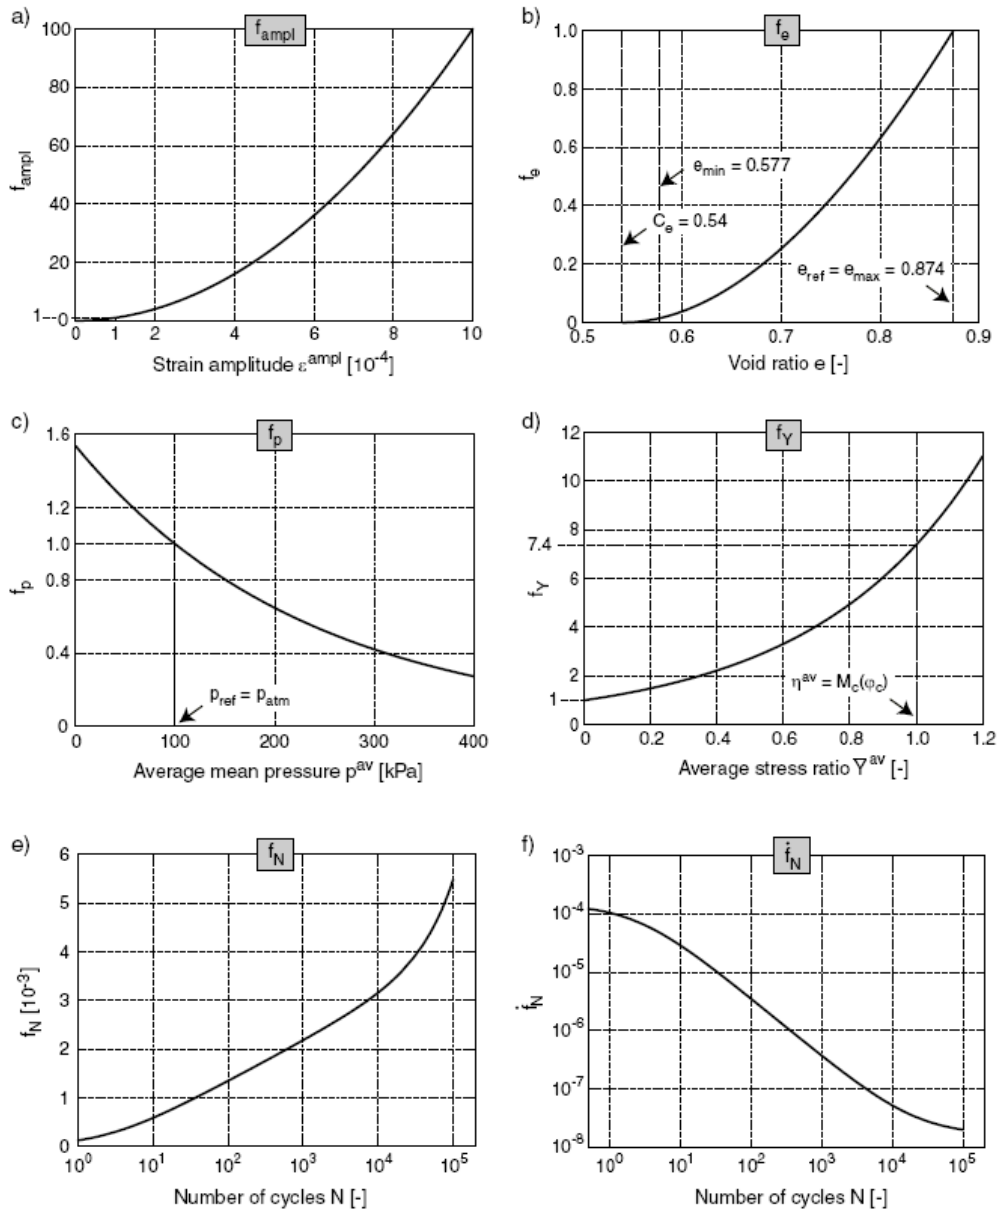 a)
f_ampl
100
80
60
40
20
1
0
f_ampl
0 1 2 4 6 8 10
Strain amplitude ε^ampl [10^-4]
b)
f_e
1.0
0.8
0.6
0.4
0.2
0
f_e
e_min = 0.577
C_e = 0.54
e_ref = e_max = 0.874
0.5 0.6 0.7 0.8 0.9
Void ratio e [-]
c)
f_p
1.6
1.2
1.0
0.8
0.4
0
f_p
p_ref = p_atm
0 100 200 300 400
Average mean pressure p^av [kPa]
d)
f_Y
12
10
8
7.4
6
4
2
1
0
f_Y
η^av = M_c(φ_c)
0 0.2 0.4 0.6 0.8 1.0 1.2
Average stress ratio Ȳ^av [-]
e)
f_N
6
5
4
3
2
1
0
f_N [10^-3]
10^0 10^1 10^2 10^3 10^4 10^5
Number of cycles N [-]
f)
ḟ_N
10^-3
10^-4
10^-5
10^-6
10^-7
10^-8
ḟ_N
10^0 10^1 10^2 10^3 10^4 10^5
Number of cycles N [-]